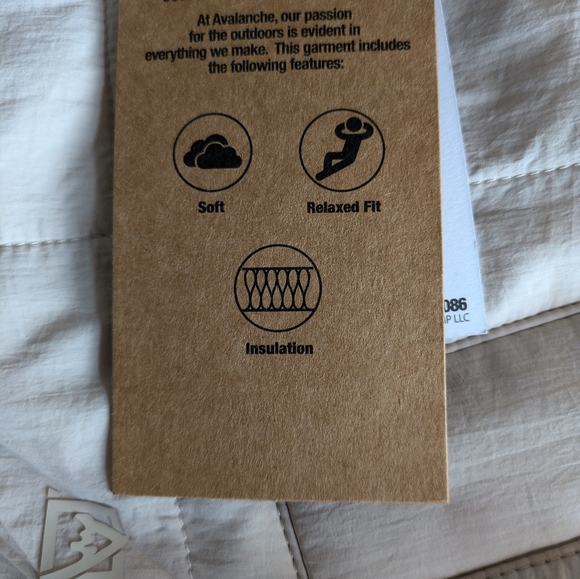 At Avalanche, our passion
for the outdoors is evident in
everything we make. This garment includes
the following features:
Soft
Relaxed Fit
Insulation
086
IP LLC